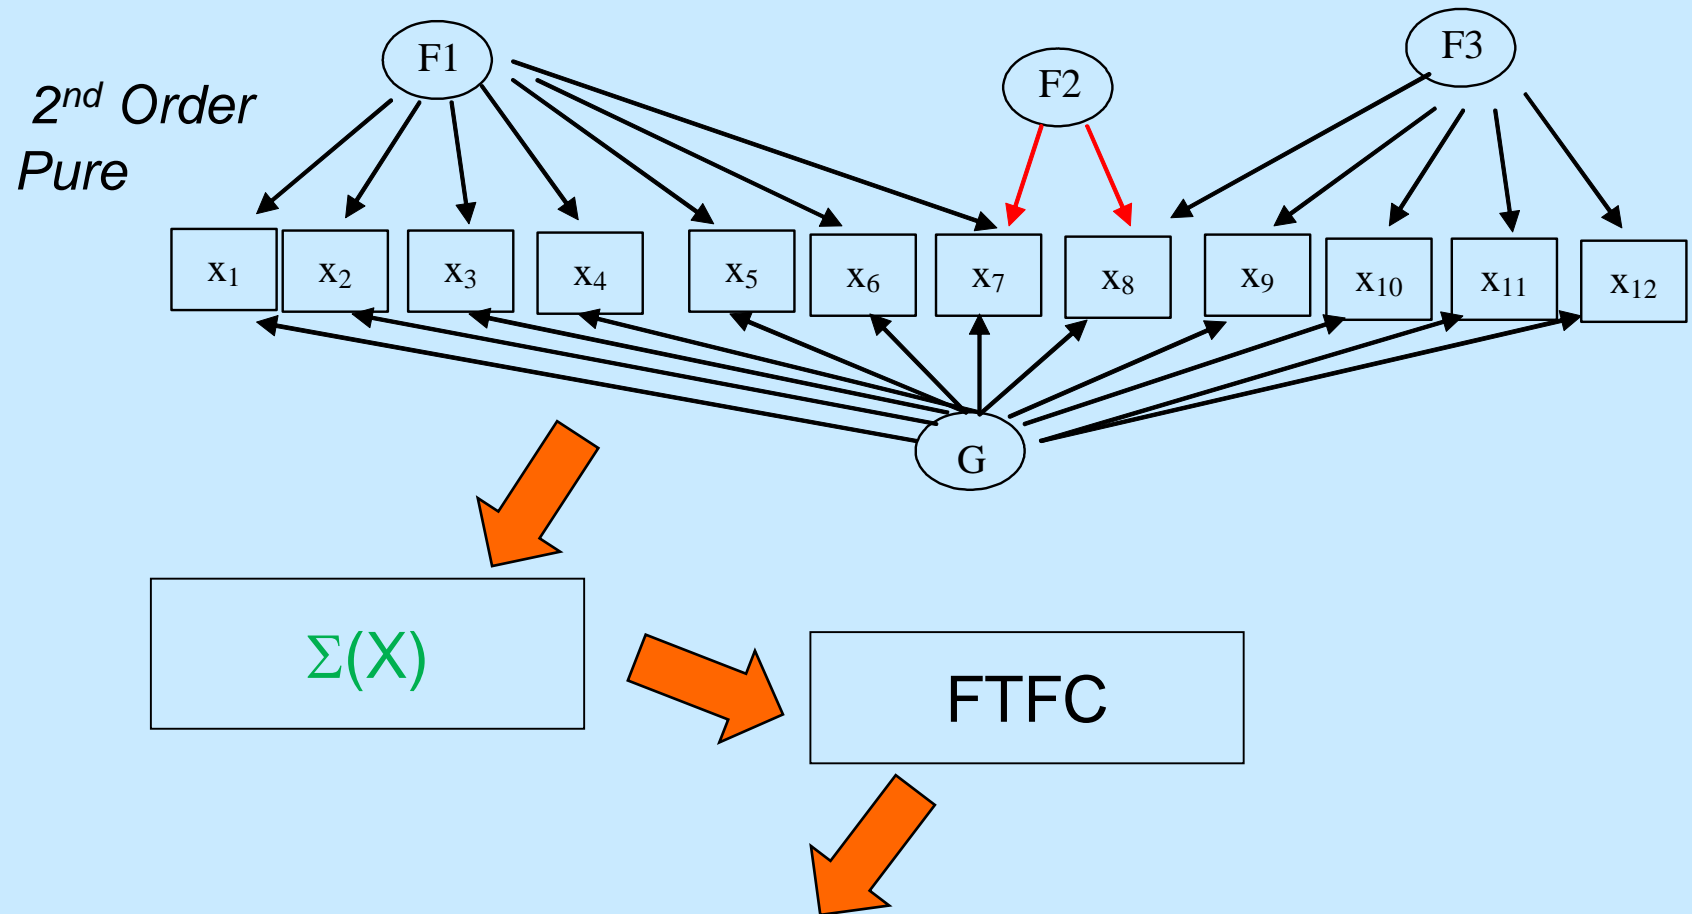 F1
F2
F3
2nd Order
Pure
x1 x2 x3 x4 x5 x6 x7 x8 x9 x10 x11 x12
G
Σ(X)
FTFC